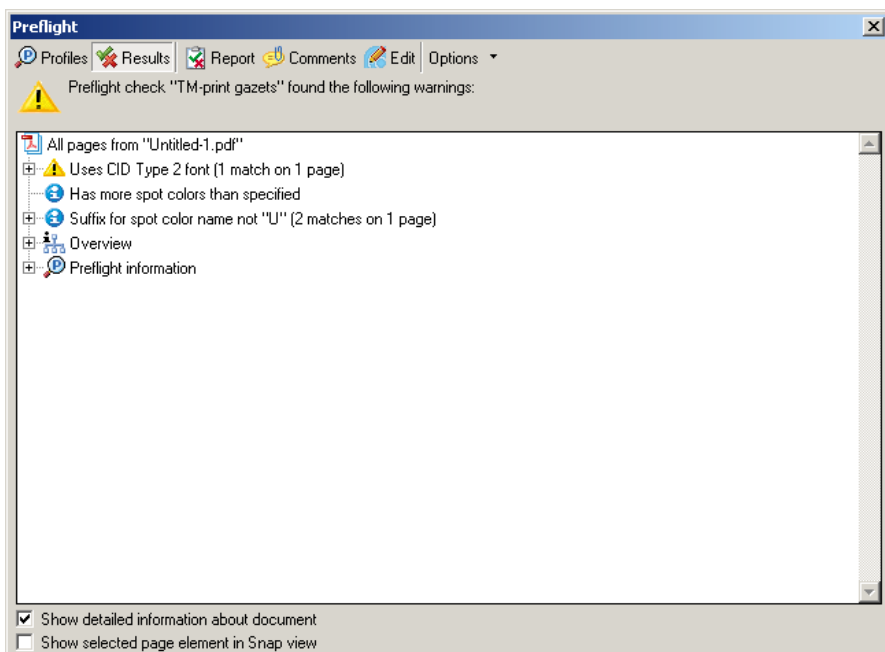 Preflight
Profiles Results Report Comments Edit Options
Preflight check "TM-print gazets" found the following warnings:
All pages from "Untitled-1.pdf"
Uses CID Type 2 font (1 match on 1 page)
Has more spot colors than specified
Suffix for spot color name not "U" (2 matches on 1 page)
Overview
Preflight information
Show detailed information about document
Show selected page element in Snap view